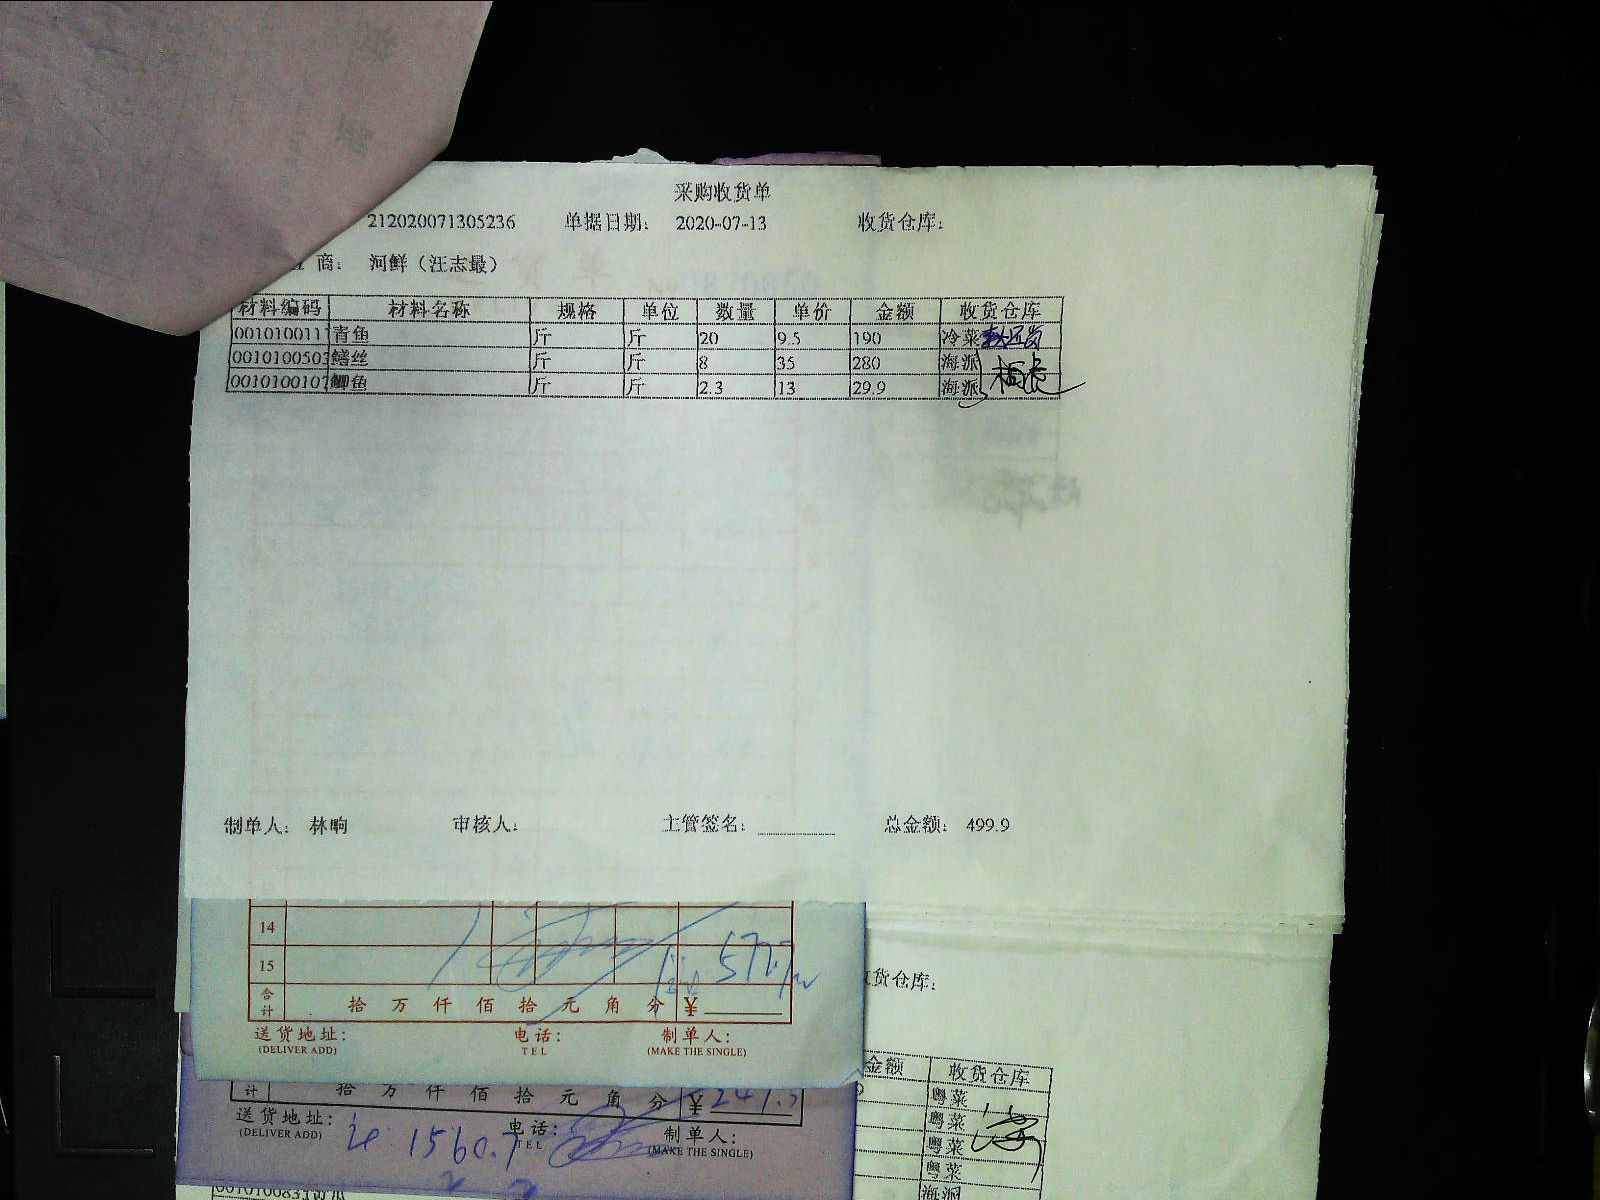 采购收货单
212020071305236 单据日期: 2020-07-13 收货仓库:
商: 河鲜（汪志最）
材料编码 材料名称 规格 单位 数量 单价 金额 收货仓库
001010011 青鱼 斤 斤 20 9.5 190 冷菜
0010100503 鳝丝 斤 斤 8 35 280 海派
0010100107 鲫鱼 斤 斤 2.3 13 29.9 海派
制单人: 林晌 审核人: 主管签名: 总金额: 499.9
14
15
合计 拾 万 仟 佰 拾 元 角 分 ¥
送货地址: 电话: 制单人:
(DELIVER ADD) TEL (MAKE THE SINGLE)
计 拾 万 仟 佰 拾 元 角 分 ¥
送货地址: 电话: 制单人:
(DELIVER ADD) TEL (MAKE THE SINGLE)
货仓库:
金额 收货仓库
粤菜
粤菜
粤菜
粤菜